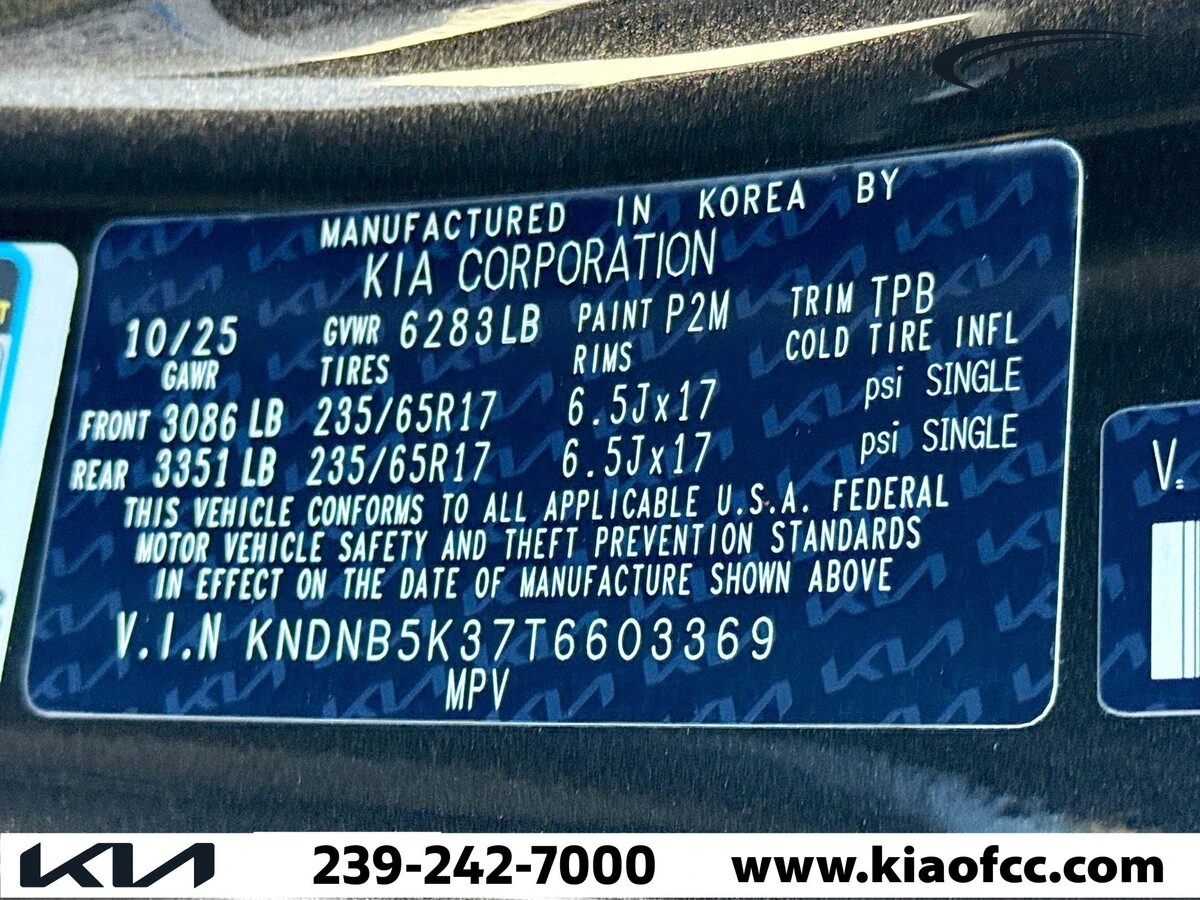 KIA
MANUFACTURED IN KOREA BY
KIA CORPORATION
10/25 GVWR 6283LB PAINT P2M TRIM TPB
GAWR TIRES RIMS COLD TIRE INFL
FRONT 3086 LB 235/65R17 6.5Jx17 psi SINGLE
REAR 3351 LB 235/65R17 6.5Jx17 psi SINGLE
THIS VEHICLE CONFORMS TO ALL APPLICABLE U.S.A. FEDERAL
MOTOR VEHICLE SAFETY AND THEFT PREVENTION STANDARDS
IN EFFECT ON THE DATE OF MANUFACTURE SHOWN ABOVE
V.I.N KNDNB5K37T6603369
MPV
V.
KIA 239-242-7000 www.kiaofcc.com